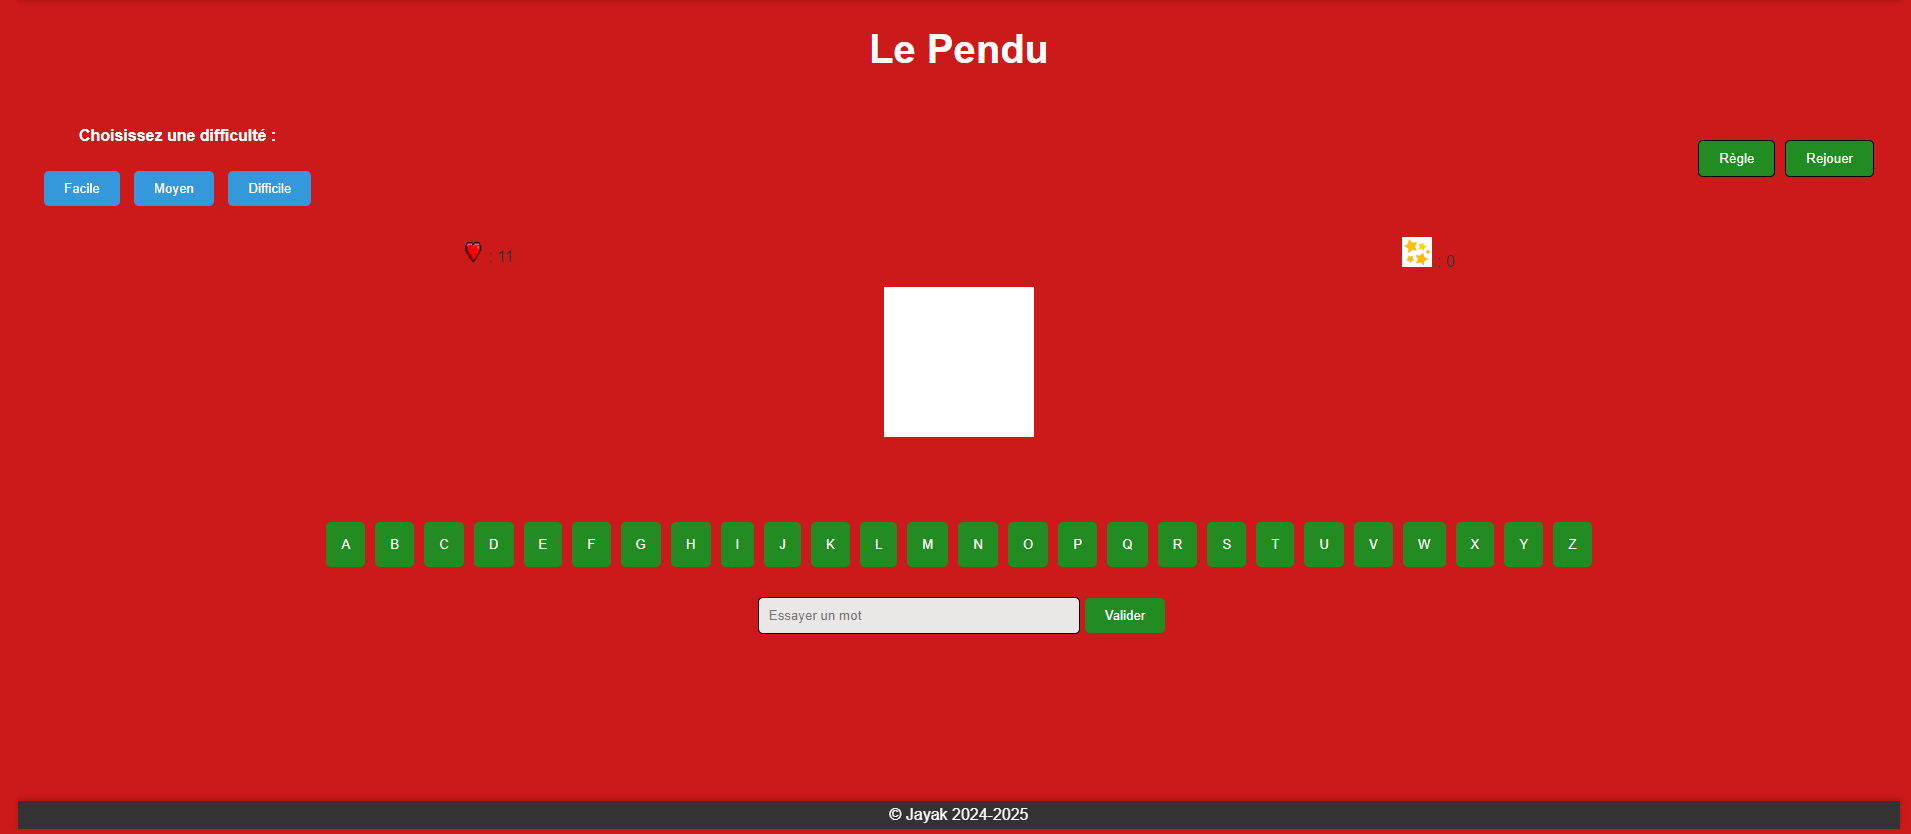 Le Pendu
Choisissez une difficulté :
Facile Moyen Difficile
Règle Rejouer
: 11
: 0
A B C D E F G H I J K L M N O P Q R S T U V W X Y Z
Essayer un mot Valider
© Jayak 2024-2025